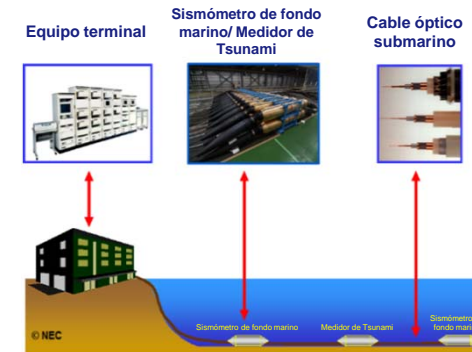 Equipo terminal
Sismómetro de fondo
marino/ Medidor de
Tsunami
Cable óptico
submarino
© NEC
Sismómetro de fondo marino
Medidor de Tsunami
Sismómetro
fondo